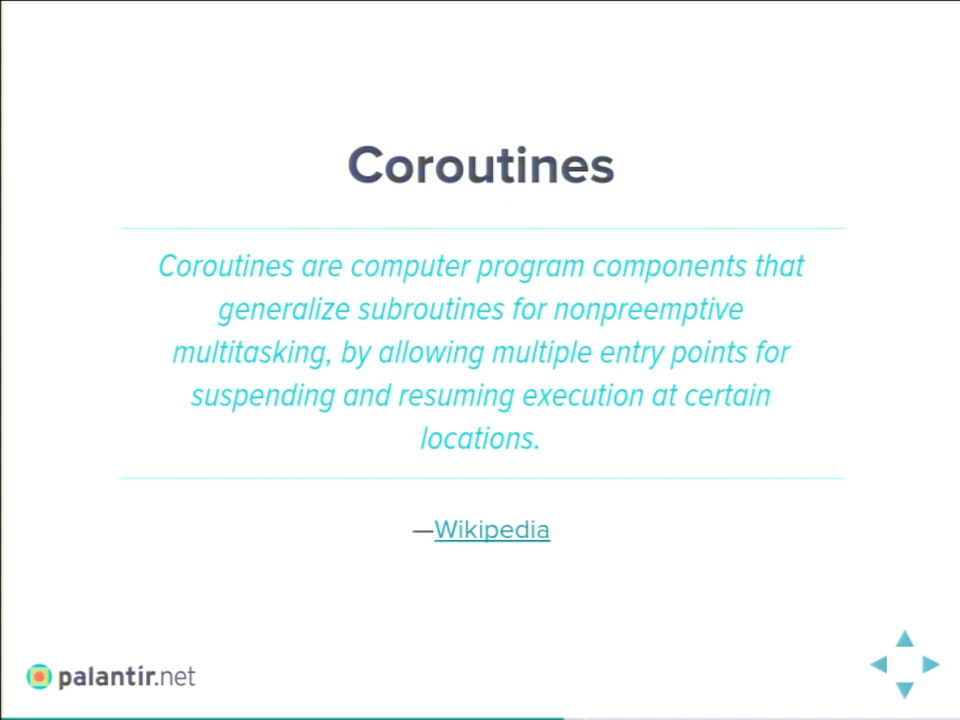 Coroutines
Coroutines are computer program components that
generalize subroutines for nonpreemptive
multitasking, by allowing multiple entry points for
suspending and resuming execution at certain
locations.
—Wikipedia
palantir.net